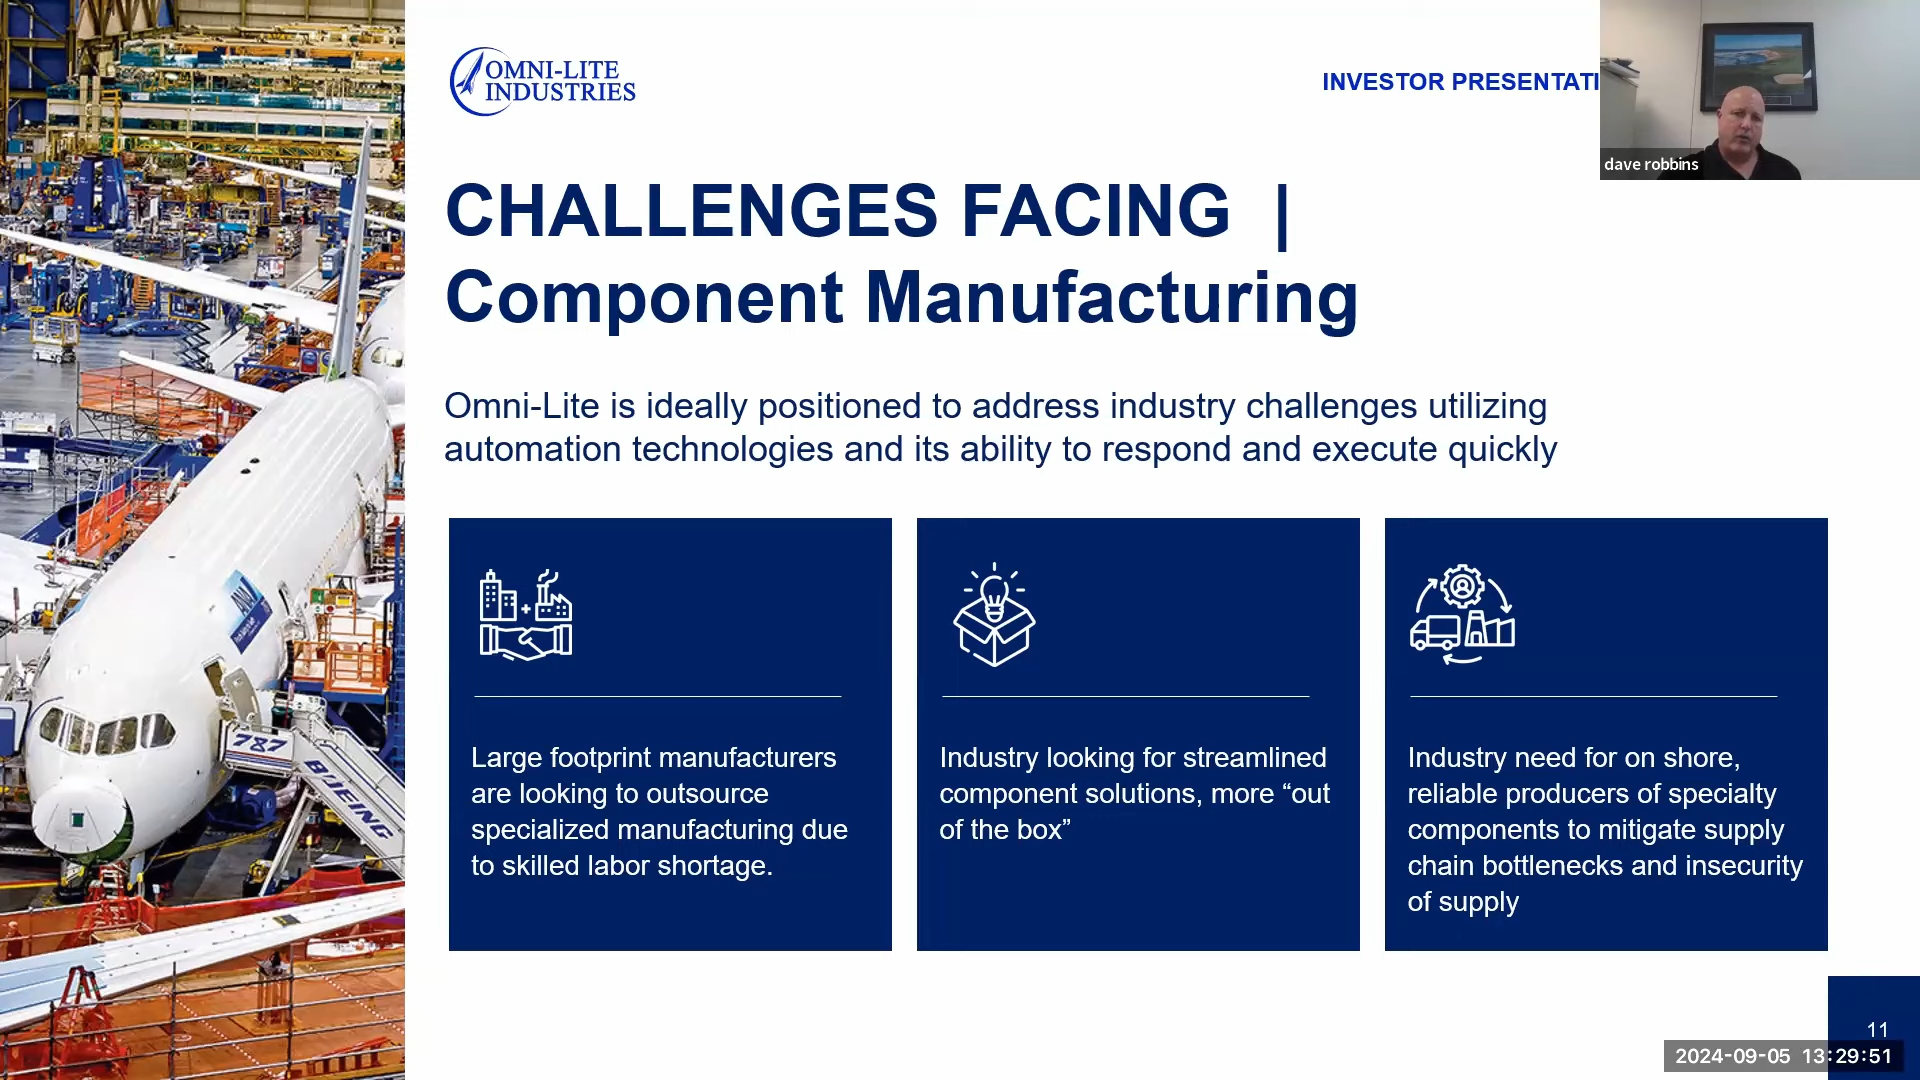 OMNI-LITE
INDUSTRIES
INVESTOR PRESENTATI
dave robbins
CHALLENGES FACING |
Component Manufacturing
Omni-Lite is ideally positioned to address industry challenges utilizing
automation technologies and its ability to respond and execute quickly
Large footprint manufacturers
are looking to outsource
specialized manufacturing due
to skilled labor shortage.
Industry looking for streamlined
component solutions, more “out
of the box”
Industry need for on shore,
reliable producers of specialty
components to mitigate supply
chain bottlenecks and insecurity
of supply
787
BOEING
11
2024-09-05 13:29:51